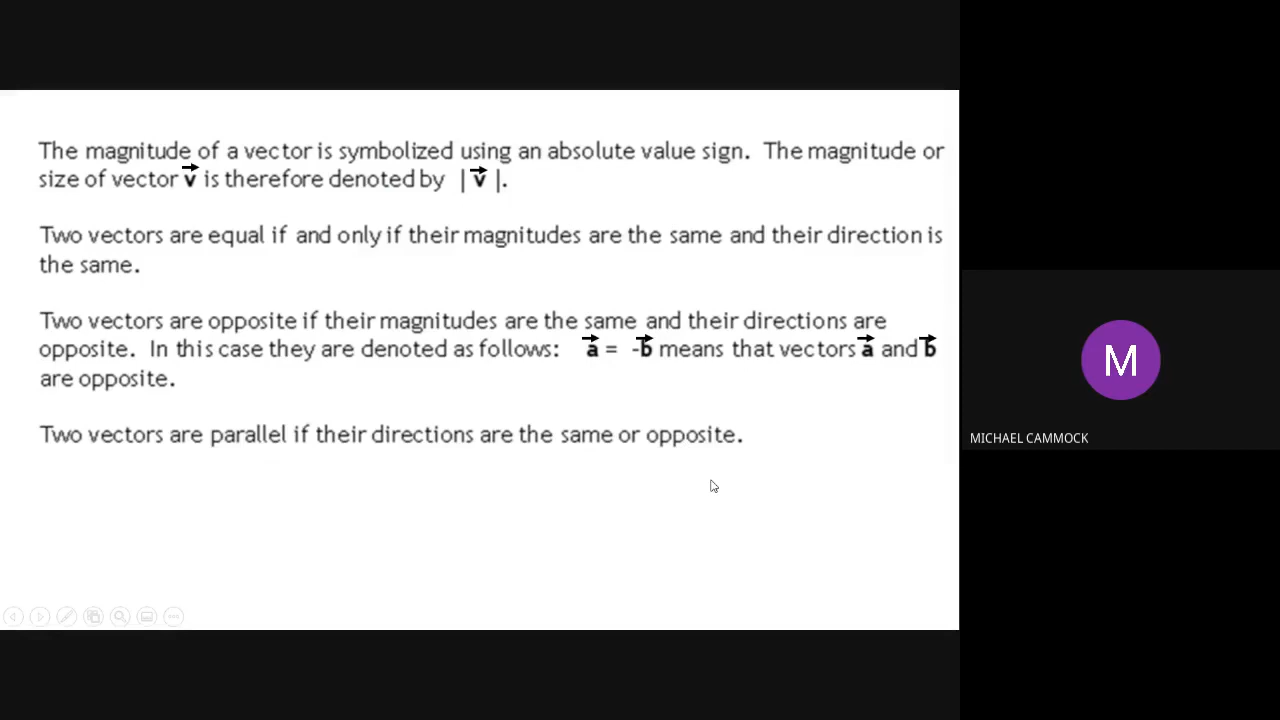 The magnitude of a vector is symbolized using an absolute value sign. The magnitude or
size of vector v⃗ is therefore denoted by | v⃗ |.
Two vectors are equal if and only if their magnitudes are the same and their direction is
the same.
Two vectors are opposite if their magnitudes are the same and their directions are
opposite. In this case they are denoted as follows: a⃗ = -b⃗ means that vectors a⃗ and b⃗
are opposite.
Two vectors are parallel if their directions are the same or opposite.
M
MICHAEL CAMMOCK